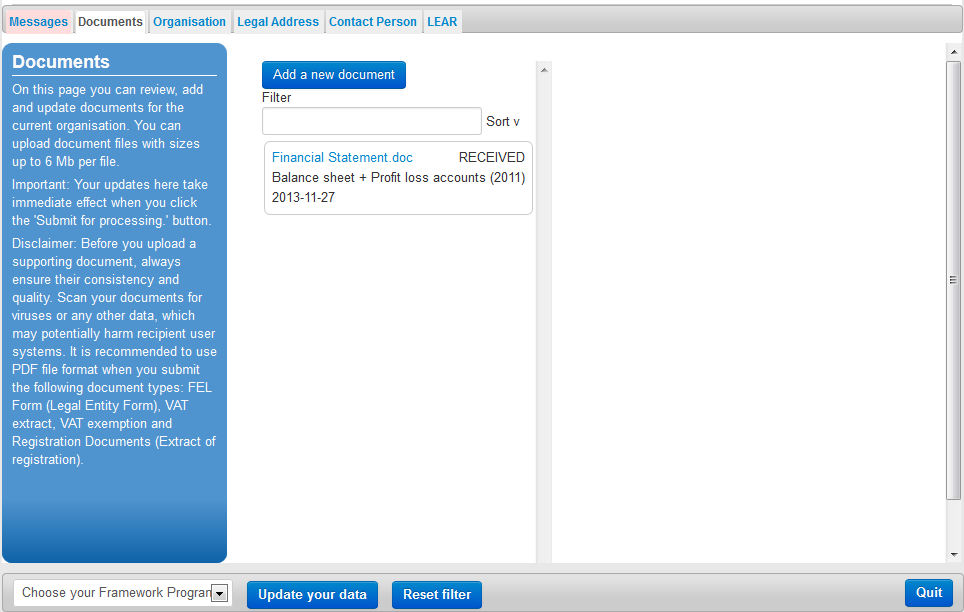 Messages Documents Organisation Legal Address Contact Person LEAR
Documents
On this page you can review, add
and update documents for the
current organisation. You can
upload document files with sizes
up to 6 Mb per file.
Important: Your updates here take
immediate effect when you click
the 'Submit for processing.' button.
Disclaimer: Before you upload a
supporting document, always
ensure their consistency and
quality. Scan your documents for
viruses or any other data, which
may potentially harm recipient user
systems. It is recommended to use
PDF file format when you submit
the following document types: FEL
Form (Legal Entity Form), VAT
extract, VAT exemption and
Registration Documents (Extract of
registration).
Add a new document
Filter
Sort v
Financial Statement.doc RECEIVED
Balance sheet + Profit loss accounts (2011)
2013-11-27
Choose your Framework Program Update your data Reset filter Quit